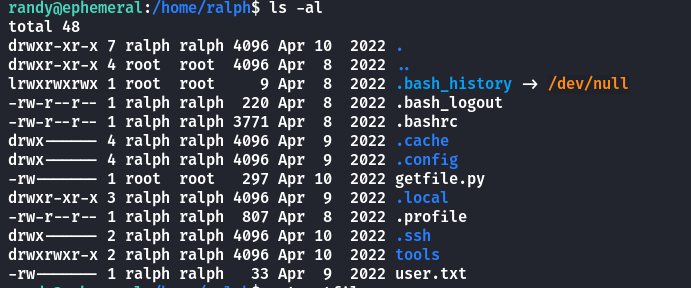 randy@ephemeral:/home/ralph$ ls -al
total 48
drwxr-xr-x 7 ralph ralph 4096 Apr 10  2022 .
drwxr-xr-x 4 root  root  4096 Apr  8  2022 ..
lrwxrwxrwx 1 root  root     9 Apr  8  2022 .bash_history -> /dev/null
-rw-r--r-- 1 ralph ralph  220 Apr  8  2022 .bash_logout
-rw-r--r-- 1 ralph ralph 3771 Apr  8  2022 .bashrc
drwx------ 4 ralph ralph 4096 Apr  9  2022 .cache
drwx------ 4 ralph ralph 4096 Apr  9  2022 .config
-rw------- 1 root  root   297 Apr 10  2022 getfile.py
drwxr-xr-x 3 ralph ralph 4096 Apr  9  2022 .local
-rw-r--r-- 1 ralph ralph  807 Apr  8  2022 .profile
drwx------ 2 ralph ralph 4096 Apr 10  2022 .ssh
drwxrwxr-x 2 ralph ralph 4096 Apr 10  2022 tools
-rw------- 1 ralph ralph   33 Apr  9  2022 user.txt